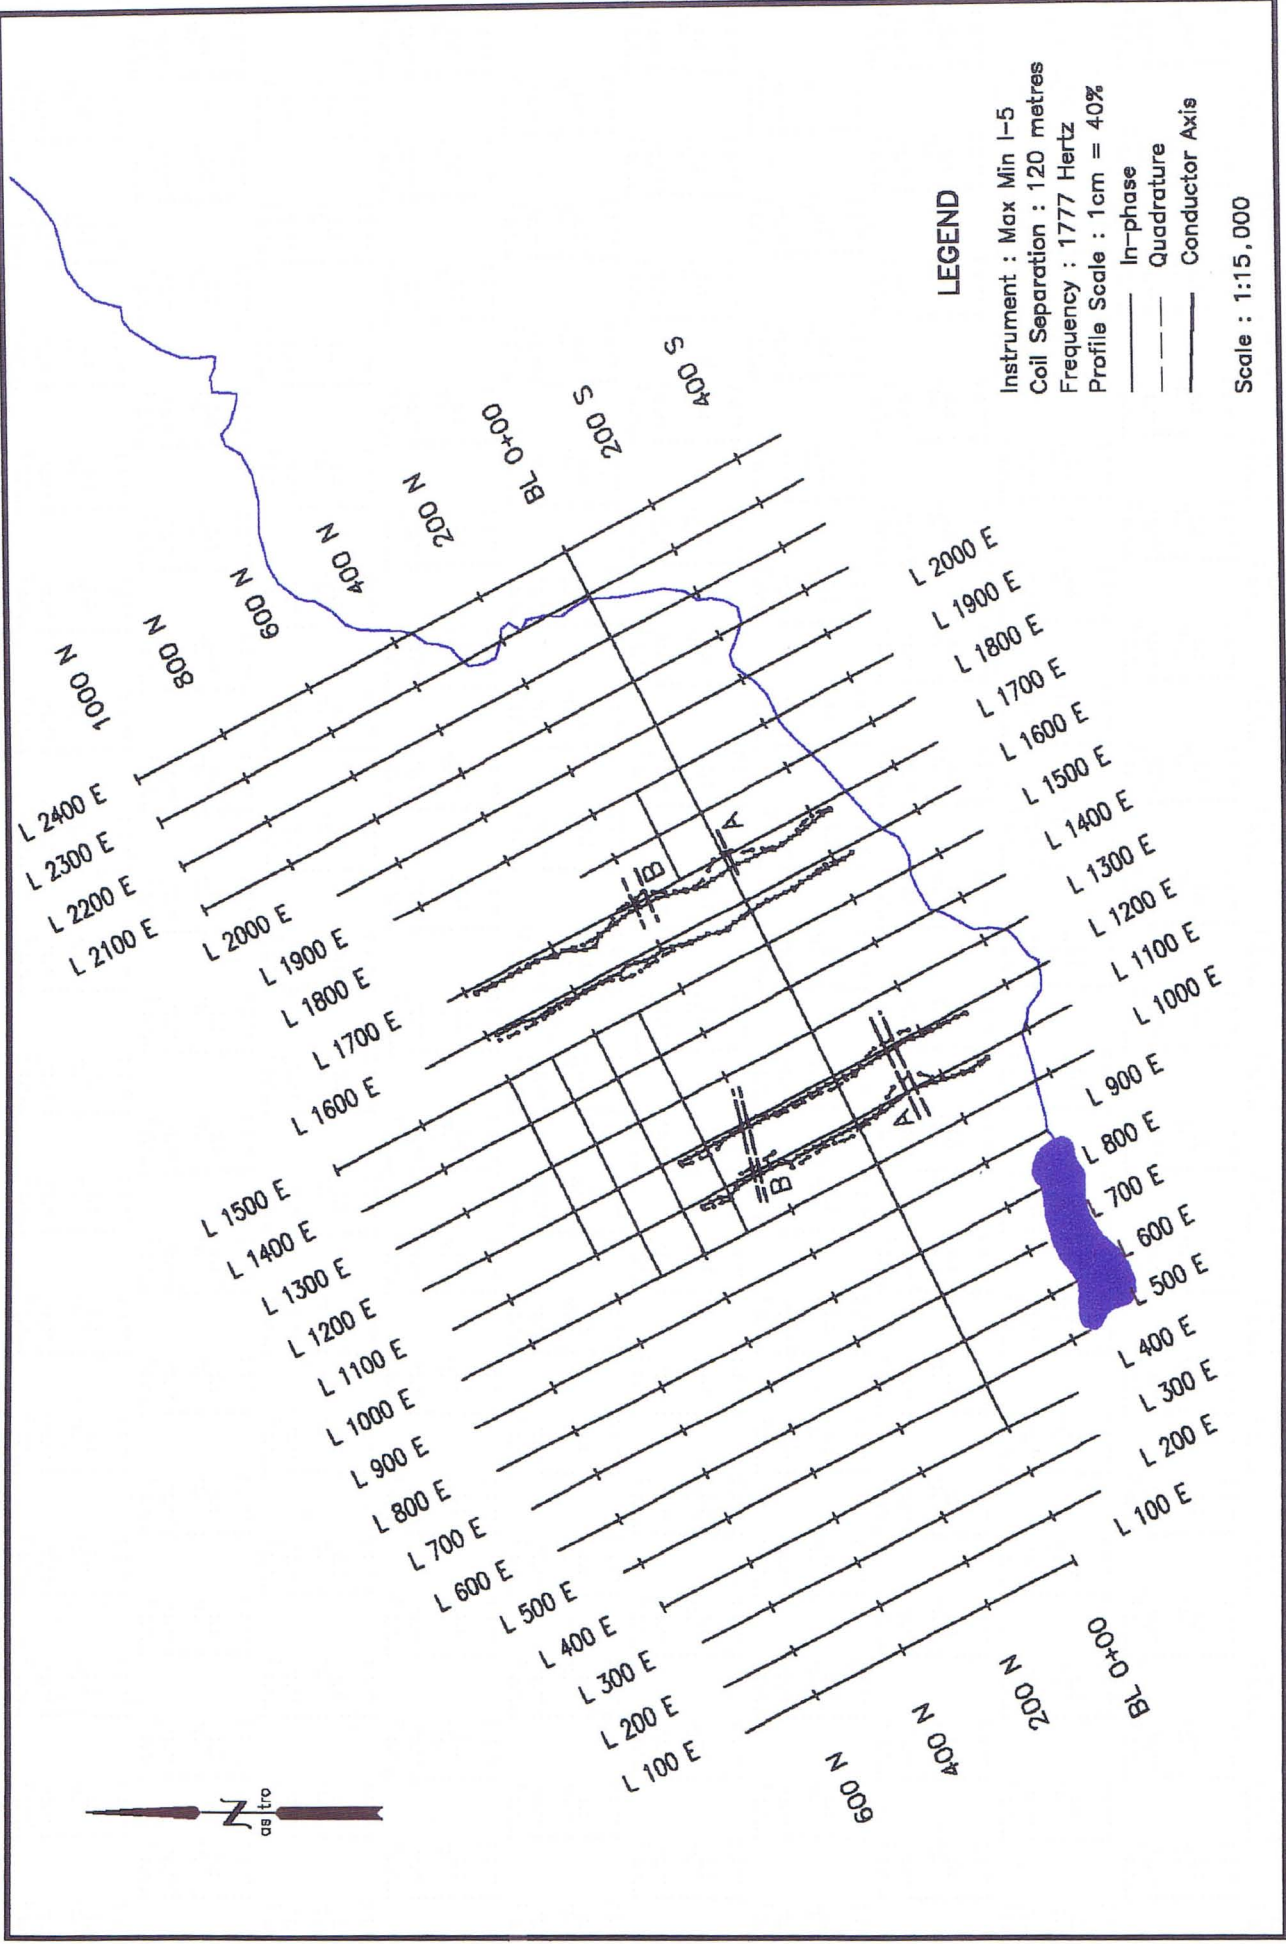 1000 N
800 N
600 N
400 N
200 N
BL 0+00
200 S
400 S
L 2400 E
L 2300 E
L 2200 E
L 2100 E
L 2000 E
L 1900 E
L 1800 E
L 1700 E
L 1600 E
L 1500 E
L 1400 E
L 1300 E
L 1200 E
L 1100 E
L 1000 E
L 900 E
L 800 E
L 700 E
L 600 E
L 500 E
L 400 E
L 300 E
L 200 E
L 100 E
B
A
B
A
L 2000 E
L 1900 E
L 1800 E
L 1700 E
L 1600 E
L 1500 E
L 1400 E
L 1300 E
L 1200 E
L 1100 E
L 1000 E
L 900 E
L 800 E
L 700 E
L 600 E
L 500 E
L 400 E
L 300 E
L 200 E
L 100 E
600 N
400 N
200 N
BL 0+00
N
astro
LEGEND
Instrument : Max Min I-5
Coil Separation : 120 metres
Frequency : 1777 Hertz
Profile Scale : 1cm = 40%
In-phase
Quadrature
Conductor Axis
Scale : 1:15,000